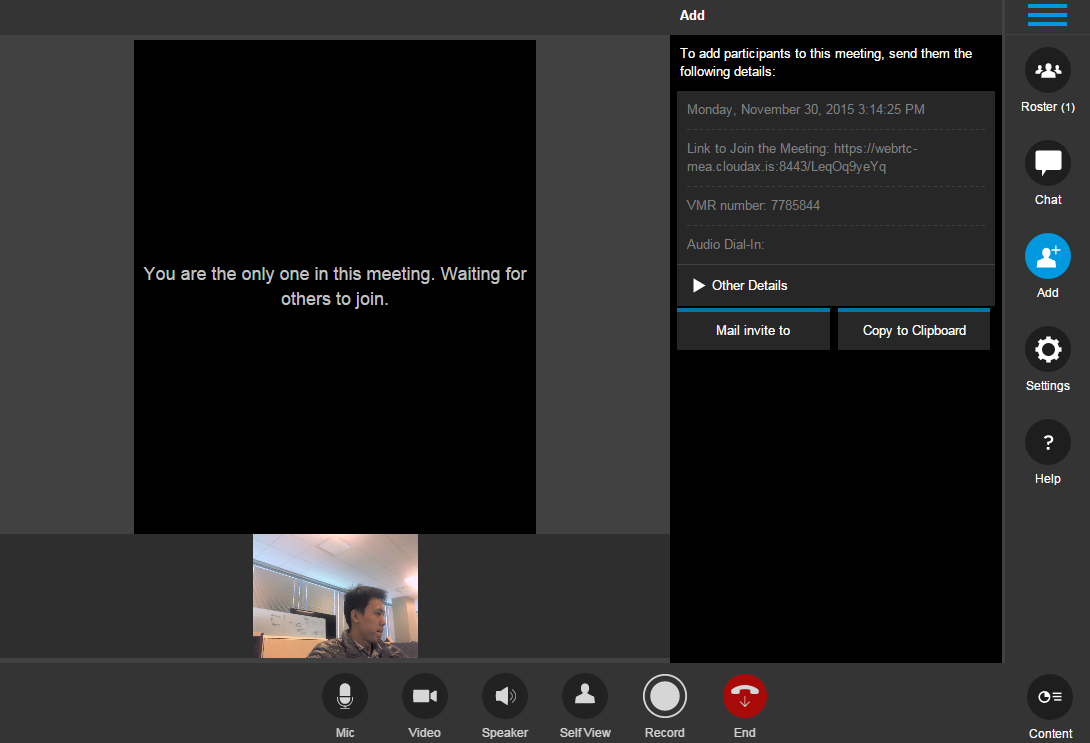 Add
To add participants to this meeting, send them the
following details:
Monday, November 30, 2015 3:14:25 PM
Link to Join the Meeting: https://webrtc-
mea.cloudax.is:8443/LeqOq9yeYq
VMR number: 7785844
Audio Dial-In:
Other Details
Mail invite to
Copy to Clipboard
You are the only one in this meeting. Waiting for
others to join.
Roster (1)
Chat
Add
Settings
?
Help
Mic
Video
Speaker
Self View
Record
End
Content